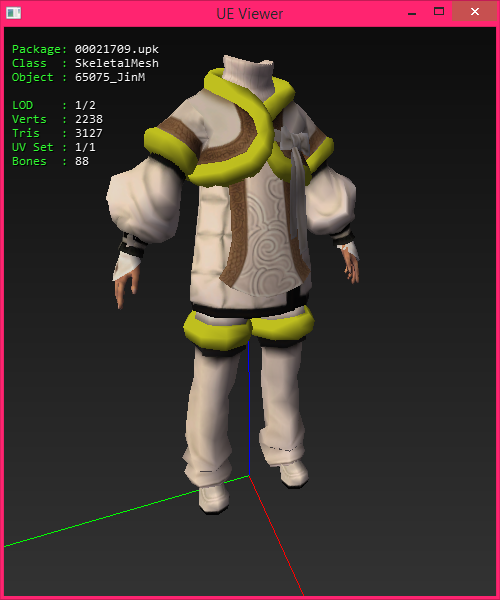 UE Viewer
Package: 00021709.upk
Class : SkeletalMesh
Object : 65075_JinM
LOD : 1/2
Verts : 2238
Tris : 3127
UV Set : 1/1
Bones : 88